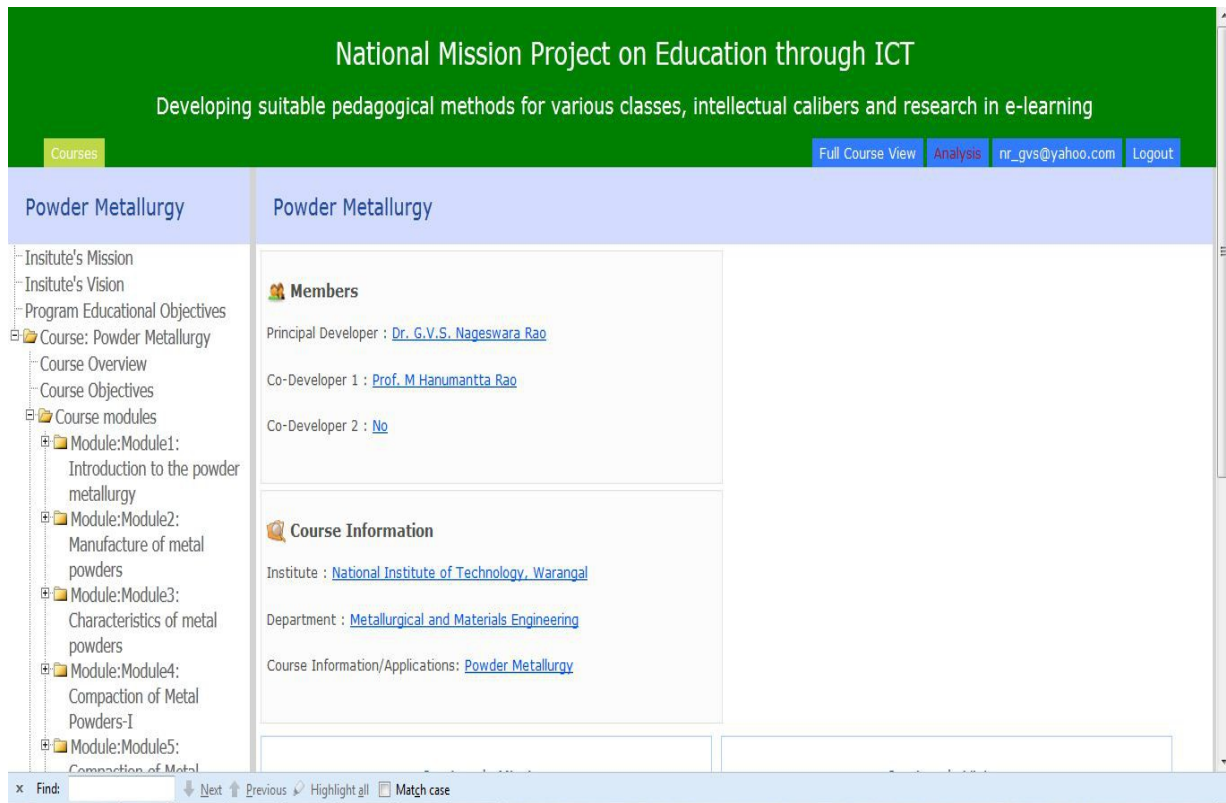 National Mission Project on Education through ICT
Developing suitable pedagogical methods for various classes, intellectual calibers and research in e-learning
Courses
Full Course View Analysis nr_gvs@yahoo.com Logout
Powder Metallurgy
Insitute's Mission
Insitute's Vision
Program Educational Objectives
Course: Powder Metallurgy
Course Overview
Course Objectives
Course modules
Module:Module1:
Introduction to the powder
metallurgy
Module:Module2:
Manufacture of metal
powders
Module:Module3:
Characteristics of metal
powders
Module:Module4:
Compaction of Metal
Powders-I
Module:Module5:
Compaction of Metal
Powder Metallurgy
Members
Principal Developer : Dr. G.V.S. Nageswara Rao
Co-Developer 1 : Prof. M Hanumantta Rao
Co-Developer 2 : No
Course Information
Institute : National Institute of Technology, Warangal
Department : Metallurgical and Materials Engineering
Course Information/Applications: Powder Metallurgy
x Find: Next Previous Highlight all Match case